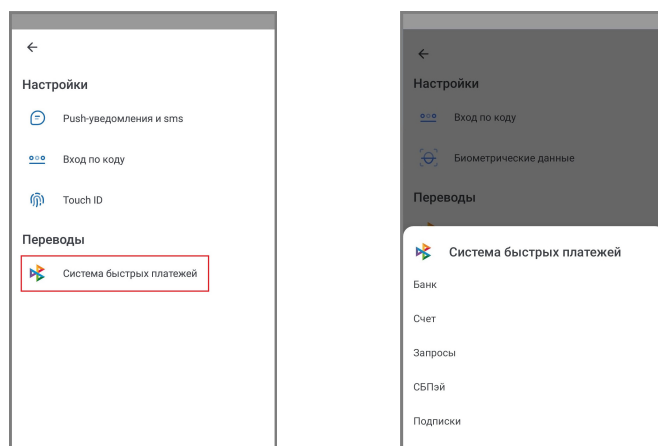 Настройки
Push-уведомления и sms
Вход по коду
Touch ID
Переводы
Система быстрых платежей
Настройки
Вход по коду
Биометрические данные
Переводы
Система быстрых платежей
Банк
Счет
Запросы
СБПэй
Подписки